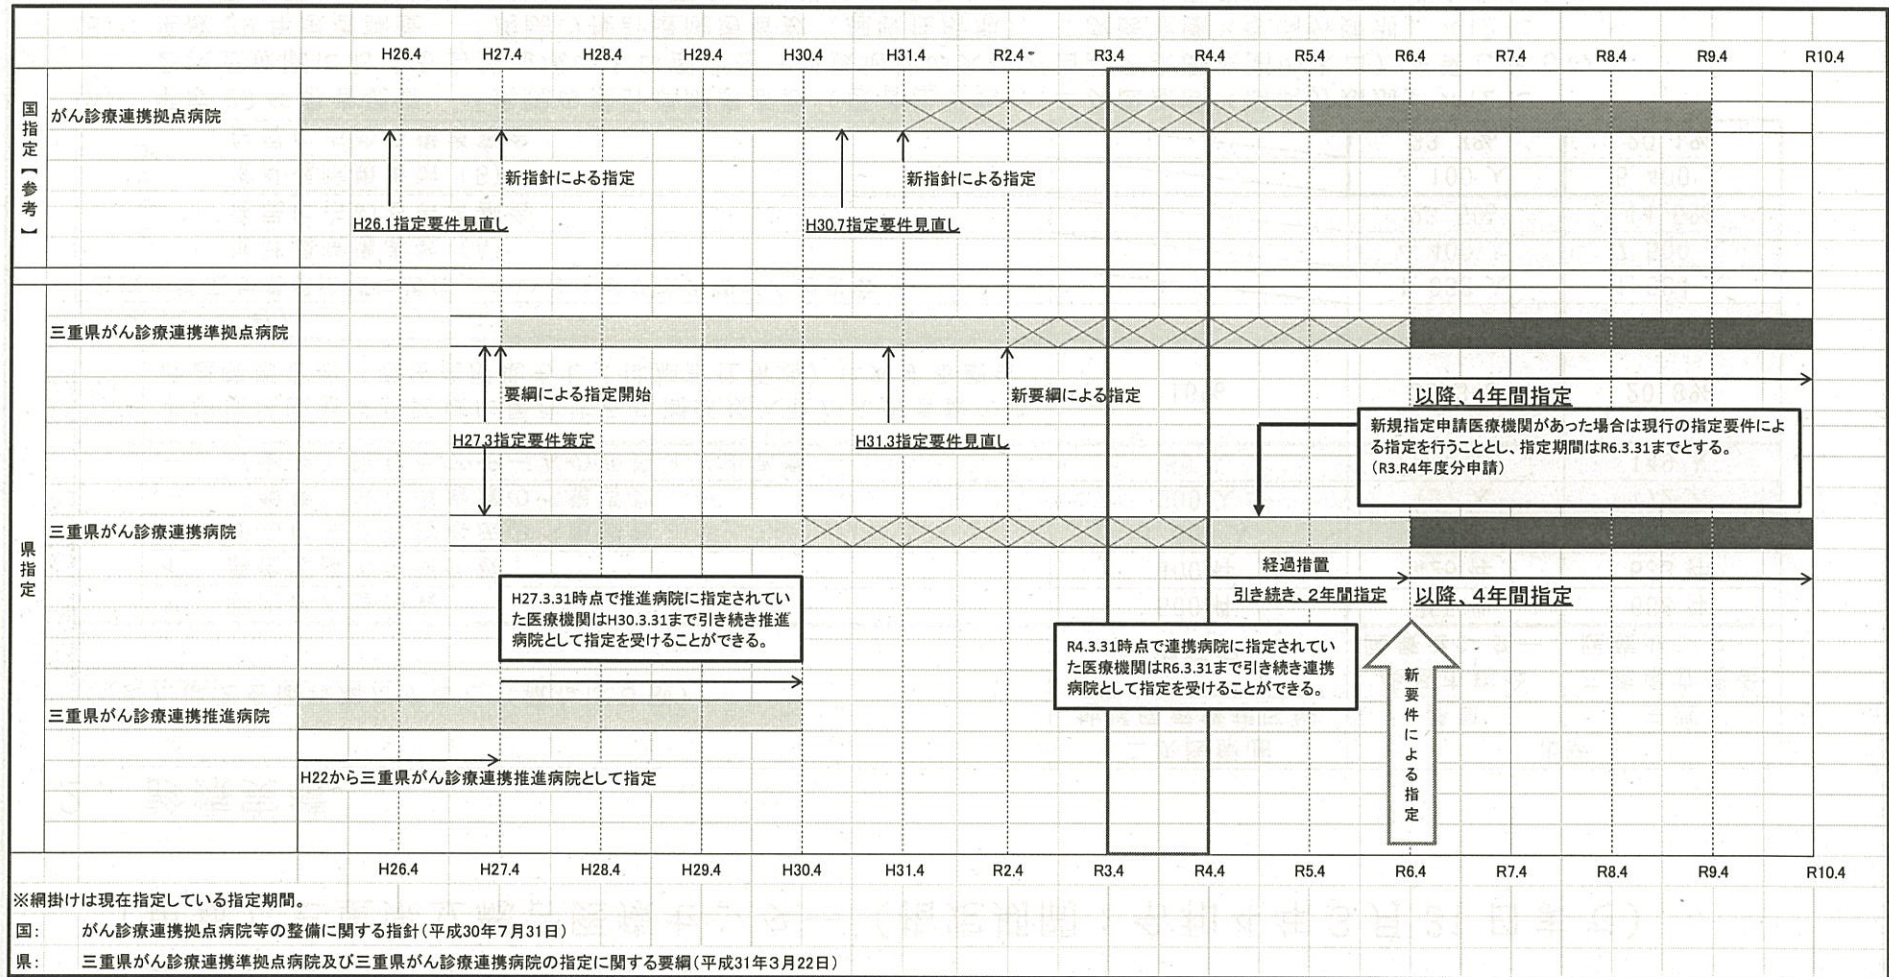 H26.4 H27.4 H28.4 H29.4 H30.4 H31.4 R2.4 R3.4 R4.4 R5.4 R6.4 R7.4 R8.4 R9.4 R10.4
国指定【参考】
がん診療連携拠点病院
新指針による指定
新指針による指定
H26.1指定要件見直し
H30.7指定要件見直し
県指定
三重県がん診療連携準拠点病院
要綱による指定開始
新要綱による指定
以降、4年間指定
H27.3指定要件策定
H31.3指定要件見直し
新規指定申請医療機関があった場合は現行の指定要件によ
る指定を行うこととし、指定期間はR6.3.31までとする。
(R3.R4年度分申請)
三重県がん診療連携病院
経過措置
引き続き、2年間指定
以降、4年間指定
H27.3.31時点で推進病院に指定されてい
た医療機関はH30.3.31まで引き続き推進
病院として指定を受けることができる。
R4.3.31時点で連携病院に指定されてい
た医療機関はR6.3.31まで引き続き連携
病院として指定を受けることができる。
新要件による指定
三重県がん診療連携推進病院
H22から三重県がん診療連携推進病院として指定
H26.4 H27.4 H28.4 H29.4 H30.4 H31.4 R2.4 R3.4 R4.4 R5.4 R6.4 R7.4 R8.4 R9.4 R10.4
※網掛けは現在指定している指定期間。
国: がん診療連携拠点病院等の整備に関する指針(平成30年7月31日)
県: 三重県がん診療連携準拠点病院及び三重県がん診療連携病院の指定に関する要綱(平成31年3月22日)